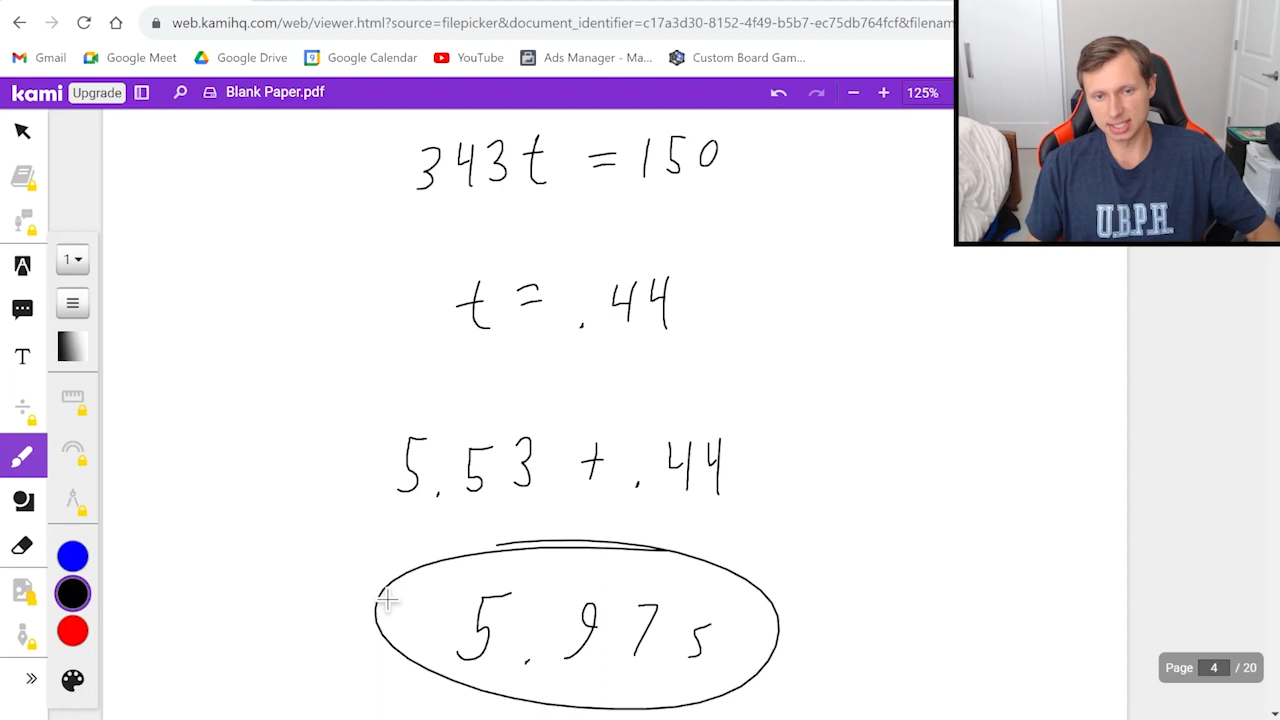 web.kamihq.com/web/viewer.html?source=filepicker&document_identifier=c17a3d30-8152-4f49-b5b7-ec75db764fcf&filenam
Gmail
Google Meet
Google Drive
Google Calendar
YouTube
Ads Manager - Ma...
Custom Board Gam...
kami
Upgrade
Blank Paper.pdf
125%
343t = 150
t = .44
5.53 + .44
5.97s
U.B.P.H.
1
T
Page 4 / 20